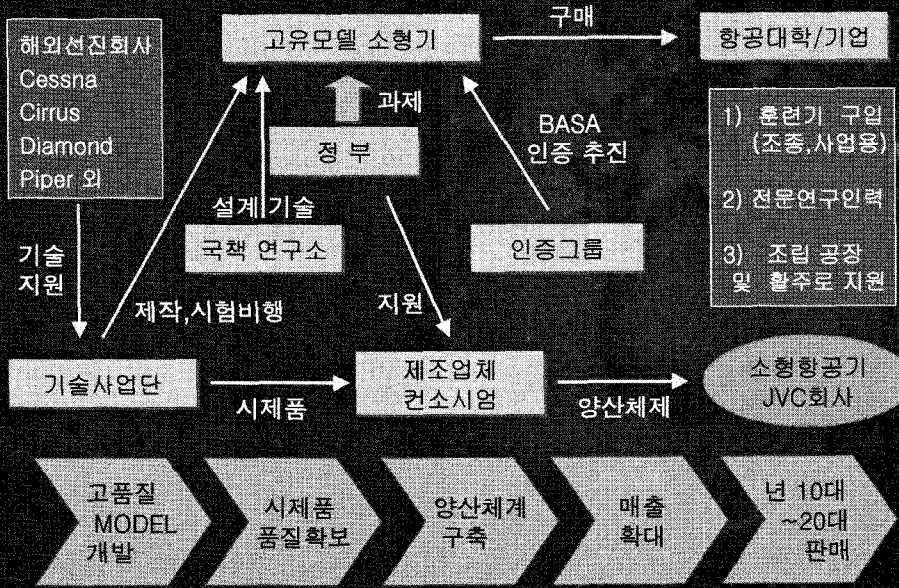 해외선진회사
Cessna
Cirrus
Diamond
Piper 외
고유모델 소형기
구매
항공대학/기업
과제
정 부
BASA
인증 추진
1) 훈련기 구입
(조종,사업용)
2) 전문연구인력
3) 조립 공장
및 활주로 지원
설계 기술
국책 연구소
인증그룹
기술
지원
제작,시험비행
지원
기술사업단
시제품
제조업체
컨소시엄
양산체제
소형항공기
JVC회사
고품질
MODEL
개발
시제품
품질확보
양산체계
구축
매출
확대
년 10대
~20대
판매